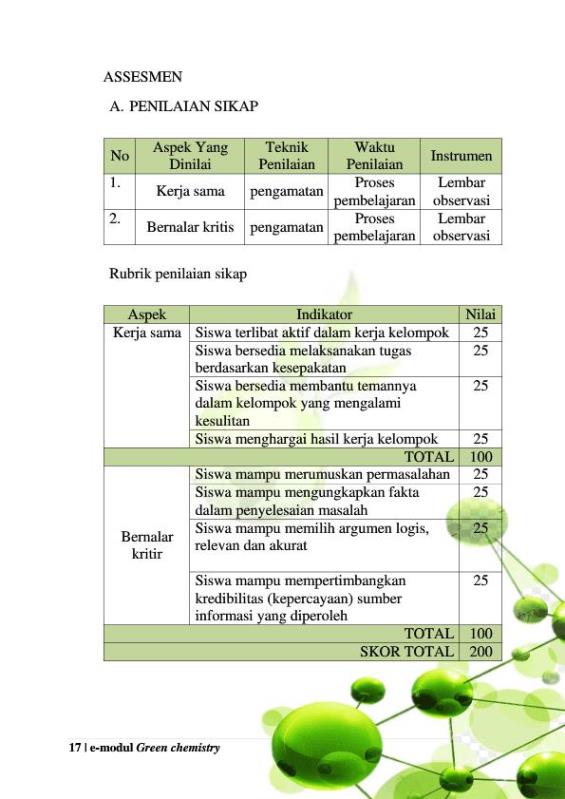 ASSESMEN
A. PENILAIAN SIKAP
No
Aspek Yang
Dinilai
Teknik
Penilaian
Waktu
Penilaian
Instrumen
1.
Kerja sama
pengamatan
Proses
pembelajaran
Lembar
observasi
2.
Bernalar kritis
pengamatan
Proses
pembelajaran
Lembar
observasi
Rubrik penilaian sikap
Aspek
Indikator
Nilai
Kerja sama
Siswa terlibat aktif dalam kerja kelompok
25
Siswa bersedia melaksanakan tugas
berdasarkan kesepakatan
25
Siswa bersedia membantu temannya
dalam kelompok yang mengalami
kesulitan
25
Siswa menghargai hasil kerja kelompok
25
TOTAL
100
Bernalar
kritir
Siswa mampu merumuskan permasalahan
25
Siswa mampu mengungkapkan fakta
dalam penyelesaian masalah
25
Siswa mampu memilih argumen logis,
relevan dan akurat
25
Siswa mampu mempertimbangkan
kredibilitas (kepercayaan) sumber
informasi yang diperoleh
25
TOTAL
100
SKOR TOTAL
200
17 | e-modul Green chemistry